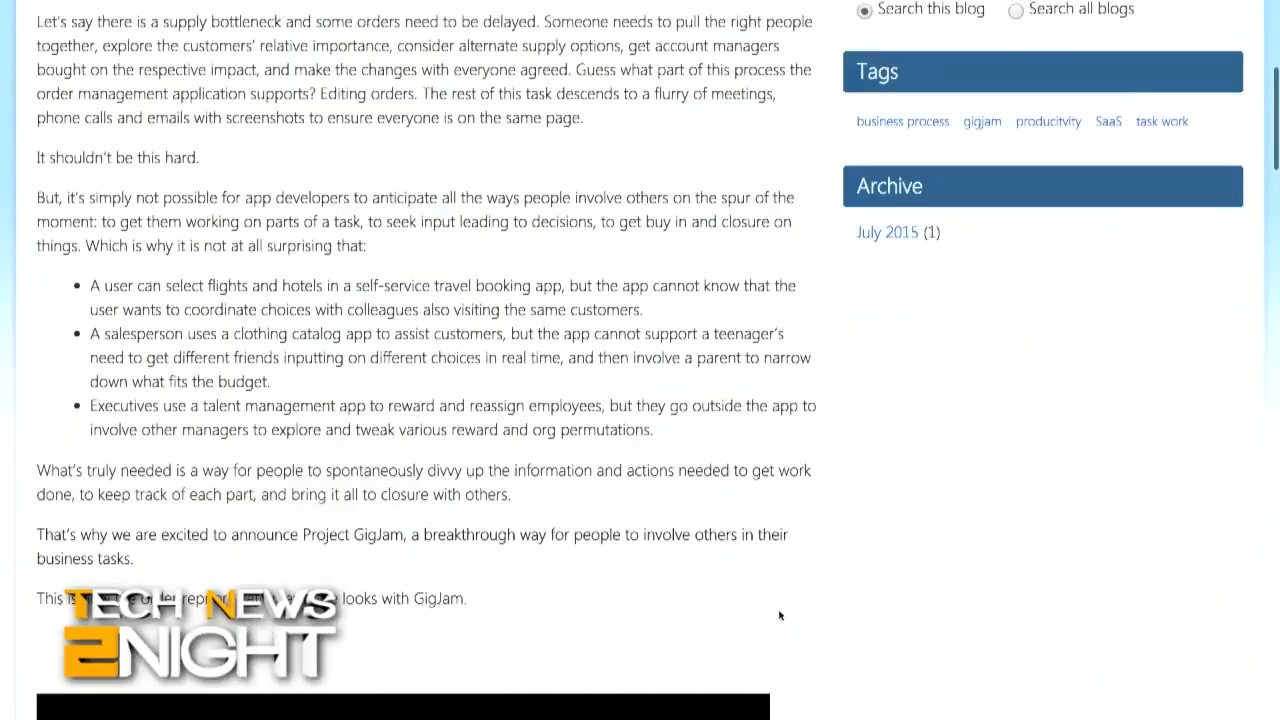 Let's say there is a supply bottleneck and some orders need to be delayed. Someone needs to pull the right people
together, explore the customers' relative importance, consider alternate supply options, get account managers
bought on the respective impact, and make the changes with everyone agreed. Guess what part of this process the
order management application supports? Editing orders. The rest of this task descends to a flurry of meetings,
phone calls and emails with screenshots to ensure everyone is on the same page.
It shouldn't be this hard.
But, it's simply not possible for app developers to anticipate all the ways people involve others on the spur of the
moment: to get them working on parts of a task, to seek input leading to decisions, to get buy in and closure on
things. Which is why it is not at all surprising that:
• A user can select flights and hotels in a self-service travel booking app, but the app cannot know that the
user wants to coordinate choices with colleagues also visiting the same customers.
• A salesperson uses a clothing catalog app to assist customers, but the app cannot support a teenager's
need to get different friends inputting on different choices in real time, and then involve a parent to narrow
down what fits the budget.
• Executives use a talent management app to reward and reassign employees, but they go outside the app to
involve other managers to explore and tweak various reward and org permutations.
What's truly needed is a way for people to spontaneously divvy up the information and actions needed to get work
done, to keep track of each part, and bring it all to closure with others.
That's why we are excited to announce Project GigJam, a breakthrough way for people to involve others in their
business tasks.
This looks with GigJam.
TECH NEWS
2NIGHT
Search this blog Search all blogs
Tags
business process gigjam producitvity SaaS task work
Archive
July 2015 (1)